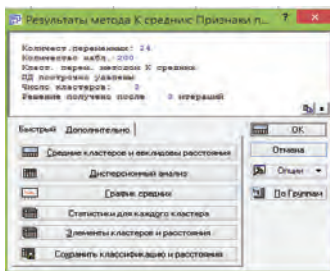 Результаты метода К средних: Признаки п...
Количест.переменных: 24
Количество набл. 200
Класт. перем. методом К средних
ПД построчно удалены
Число кластеров: 3
Решение получено после 3 итераций
Быстрый Дополнительно
Средние кластеров и евклидовы расстояния
Дисперсионный анализ
График средних
Статистики для каждого кластера
Элементы кластеров и расстояния
Сохранить классификацию и расстояния
ОК
Отмена
Опции
По Группам